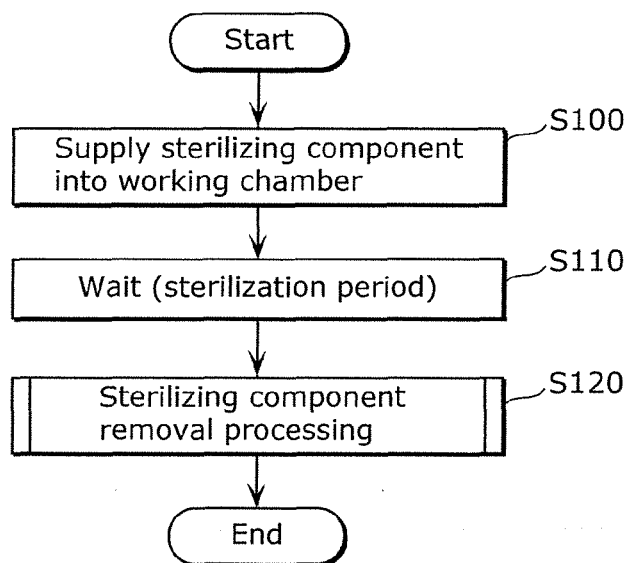 Start
S100
Supply sterilizing component
into working chamber
S110
Wait (sterilization period)
S120
Sterilizing component
removal processing
End